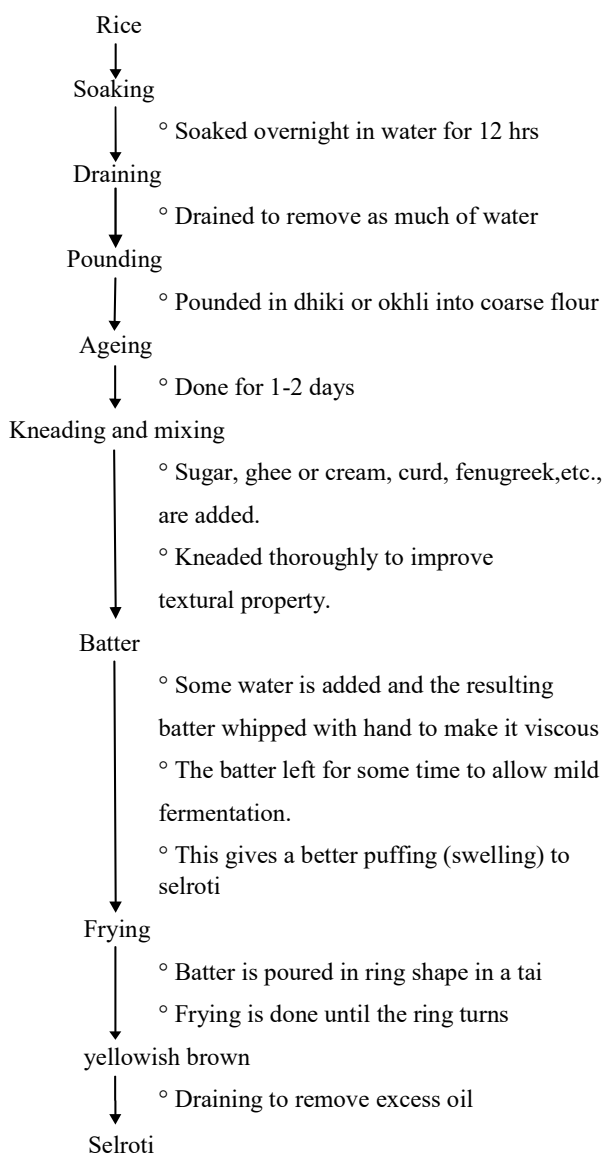 Rice
Soaking
° Soaked overnight in water for 12 hrs
Draining
° Drained to remove as much of water
Pounding
° Pounded in dhiki or okhli into coarse flour
Ageing
° Done for 1-2 days
Kneading and mixing
° Sugar, ghee or cream, curd, fenugreek,etc.,
are added.
° Kneaded thoroughly to improve
textural property.
Batter
° Some water is added and the resulting
batter whipped with hand to make it viscous
° The batter left for some time to allow mild
fermentation.
° This gives a better puffing (swelling) to
selroti
Frying
° Batter is poured in ring shape in a tai
° Frying is done until the ring turns
yellowish brown
° Draining to remove excess oil
Selroti